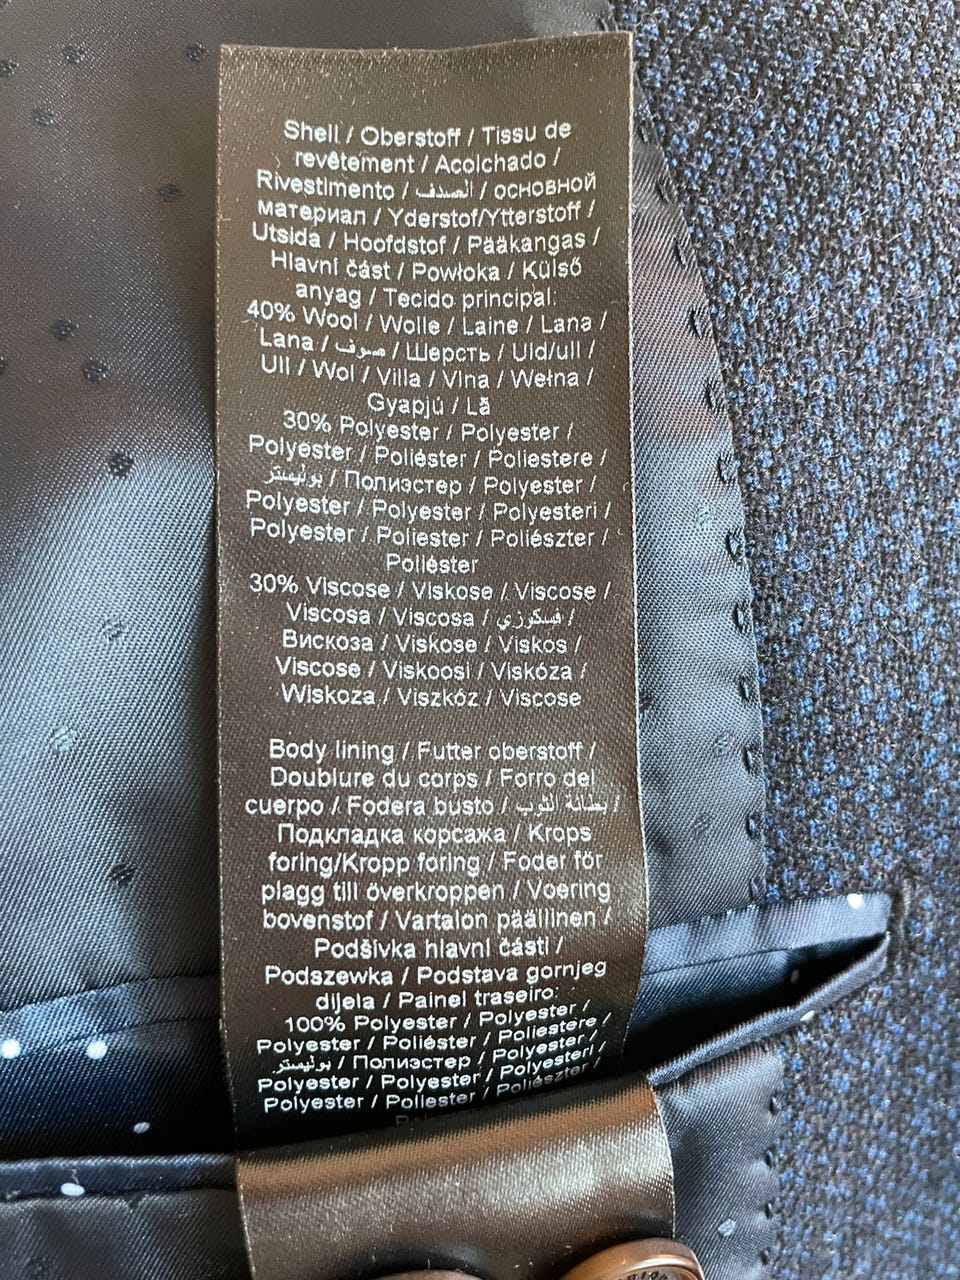 Shell / Oberstoff / Tissu de
revêtement / Acolchado /
Rivestimento / الصدف / основной
материал / Yderstof/Ytterstoff /
Utsida / Hoofdstof / Pääkangas /
Hlavní část / Powłoka / Külső
anyag / Tecido principal:
40% Wool / Wolle / Laine / Lana /
Lana / صوف / Шерсть / Uld/ull /
Ull / Wol / Villa / Vlna / Wełna /
Gyapjú / Lã
30% Polyester / Polyester /
Polyester / Poliéster / Poliestere /
بوليستر / Полиэстер / Polyester /
Polyester / Polyester / Polyesteri /
Polyester / Poliester / Poliészter /
Poliéster
30% Viscose / Viskose / Viscose /
Viscosa / Viscosa / فيسكوزي /
Вискоза / Viskose / Viskos /
Viscose / Viskoosi / Viskóza /
Wiskoza / Viszkóz / Viscose
Body lining / Futter oberstoff /
Doublure du corps / Forro del
cuerpo / Fodera busto / بطانة الثوب /
Подкладка корсажа / Krops
foring/Kropp foring / Foder för
plagg till överkroppen / Voering
bovenstof / Vartalon päällinen /
Podšívka hlavní části /
Podszewka / Podstava gornjeg
dijela / Painel traseiro:
100% Polyester / Polyester /
Polyester / Poliéster / Poliestere /
بوليستر / Полиэстер / Polyester /
Polyester / Polyester / Polyesteri /
Polyester / Poliester / Poliészter /